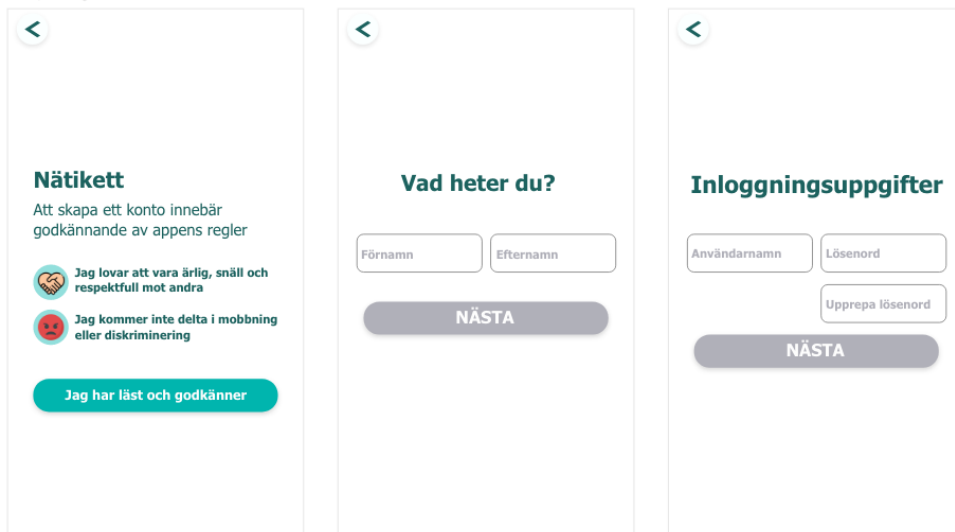 Nätikett
Att skapa ett konto innebär
godkännande av appens regler
Jag lovar att vara ärlig, snäll och
respektfull mot andra
Jag kommer inte delta i mobbning
eller diskriminering
Jag har läst och godkänner
Vad heter du?
Förnamn
Efternamn
NÄSTA
Inloggningsuppgifter
Användarnamn
Lösenord
Upprepa lösenord
NÄSTA